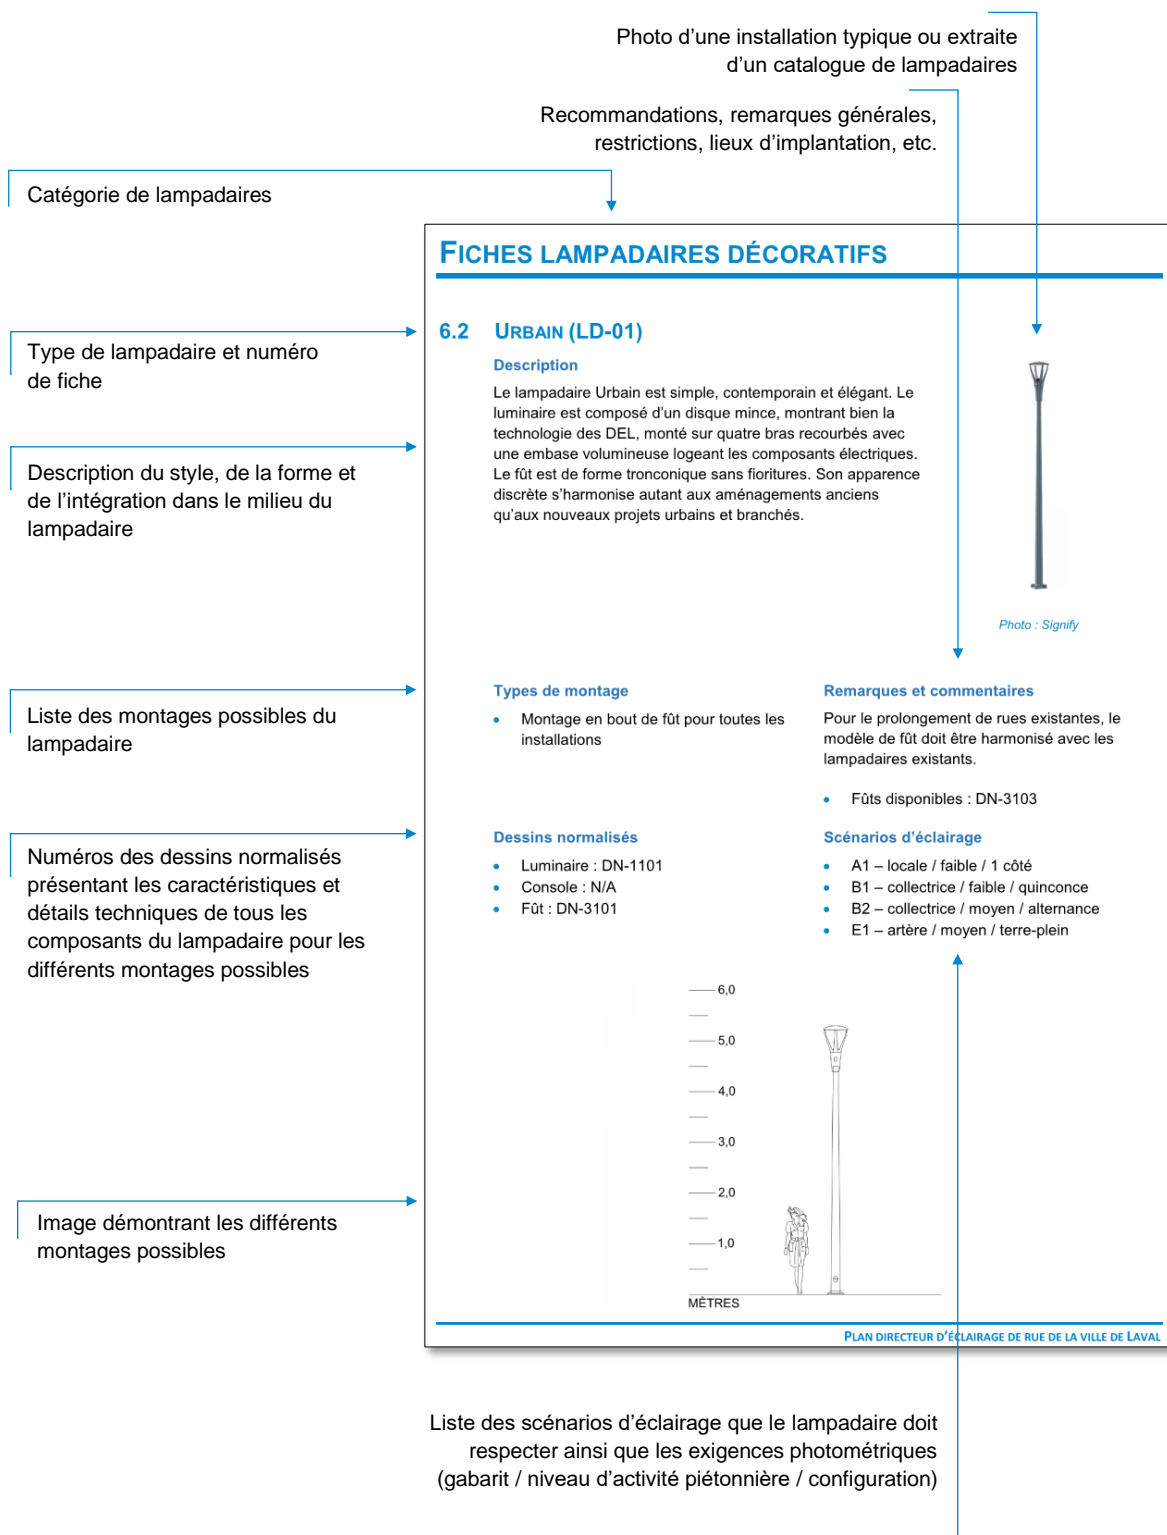 Photo d’une installation typique ou extraite
d’un catalogue de lampadaires
Recommandations, remarques générales,
restrictions, lieux d’implantation, etc.
Catégorie de lampadaires
FICHES LAMPADAIRES DÉCORATIFS
6.2 URBAIN (LD-01)
Type de lampadaire et numéro
de fiche
Description
Le lampadaire Urbain est simple, contemporain et élégant. Le
luminaire est composé d’un disque mince, montrant bien la
technologie des DEL, monté sur quatre bras recourbés avec
une embase volumineuse logeant les composants électriques.
Le fût est de forme tronconique sans fioritures. Son apparence
discrète s’harmonise autant aux aménagements anciens
qu’aux nouveaux projets urbains et branchés.
Description du style, de la forme et
de l’intégration dans le milieu du
lampadaire
Photo : Signify
Types de montage
Montage en bout de fût pour toutes les
installations
Liste des montages possibles du
lampadaire
Remarques et commentaires
Pour le prolongement de rues existantes, le
modèle de fût doit être harmonisé avec les
lampadaires existants.
• Fûts disponibles : DN-3103
Dessins normalisés
• Luminaire : DN-1101
• Console : N/A
• Fût : DN-3101
Numéros des dessins normalisés
présentant les caractéristiques et
détails techniques de tous les
composants du lampadaire pour les
différents montages possibles
Scénarios d’éclairage
• A1 – locale / faible / 1 côté
• B1 – collectrice / faible / quinconce
• B2 – collectrice / moyen / alternance
• E1 – artère / moyen / terre-plein
6,0
5,0
4,0
3,0
2,0
1,0
MÈTRES
Image démontrant les différents
montages possibles
PLAN DIRECTEUR D’ÉCLAIRAGE DE RUE DE LA VILLE DE LAVAL
Liste des scénarios d’éclairage que le lampadaire doit
respecter ainsi que les exigences photométriques
(gabarit / niveau d’activité piétonnière / configuration)